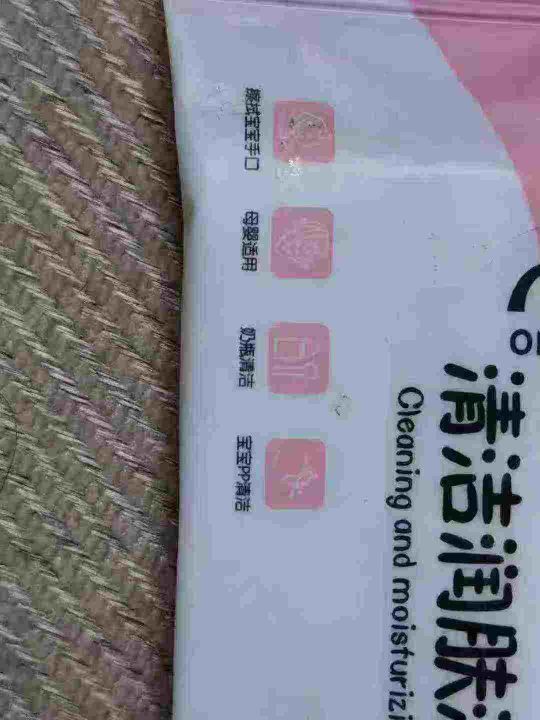 清洁润肤
Cleaning and moisturizi
擦拭宝宝手口
母婴适用
奶瓶清洁
宝宝PP清洁